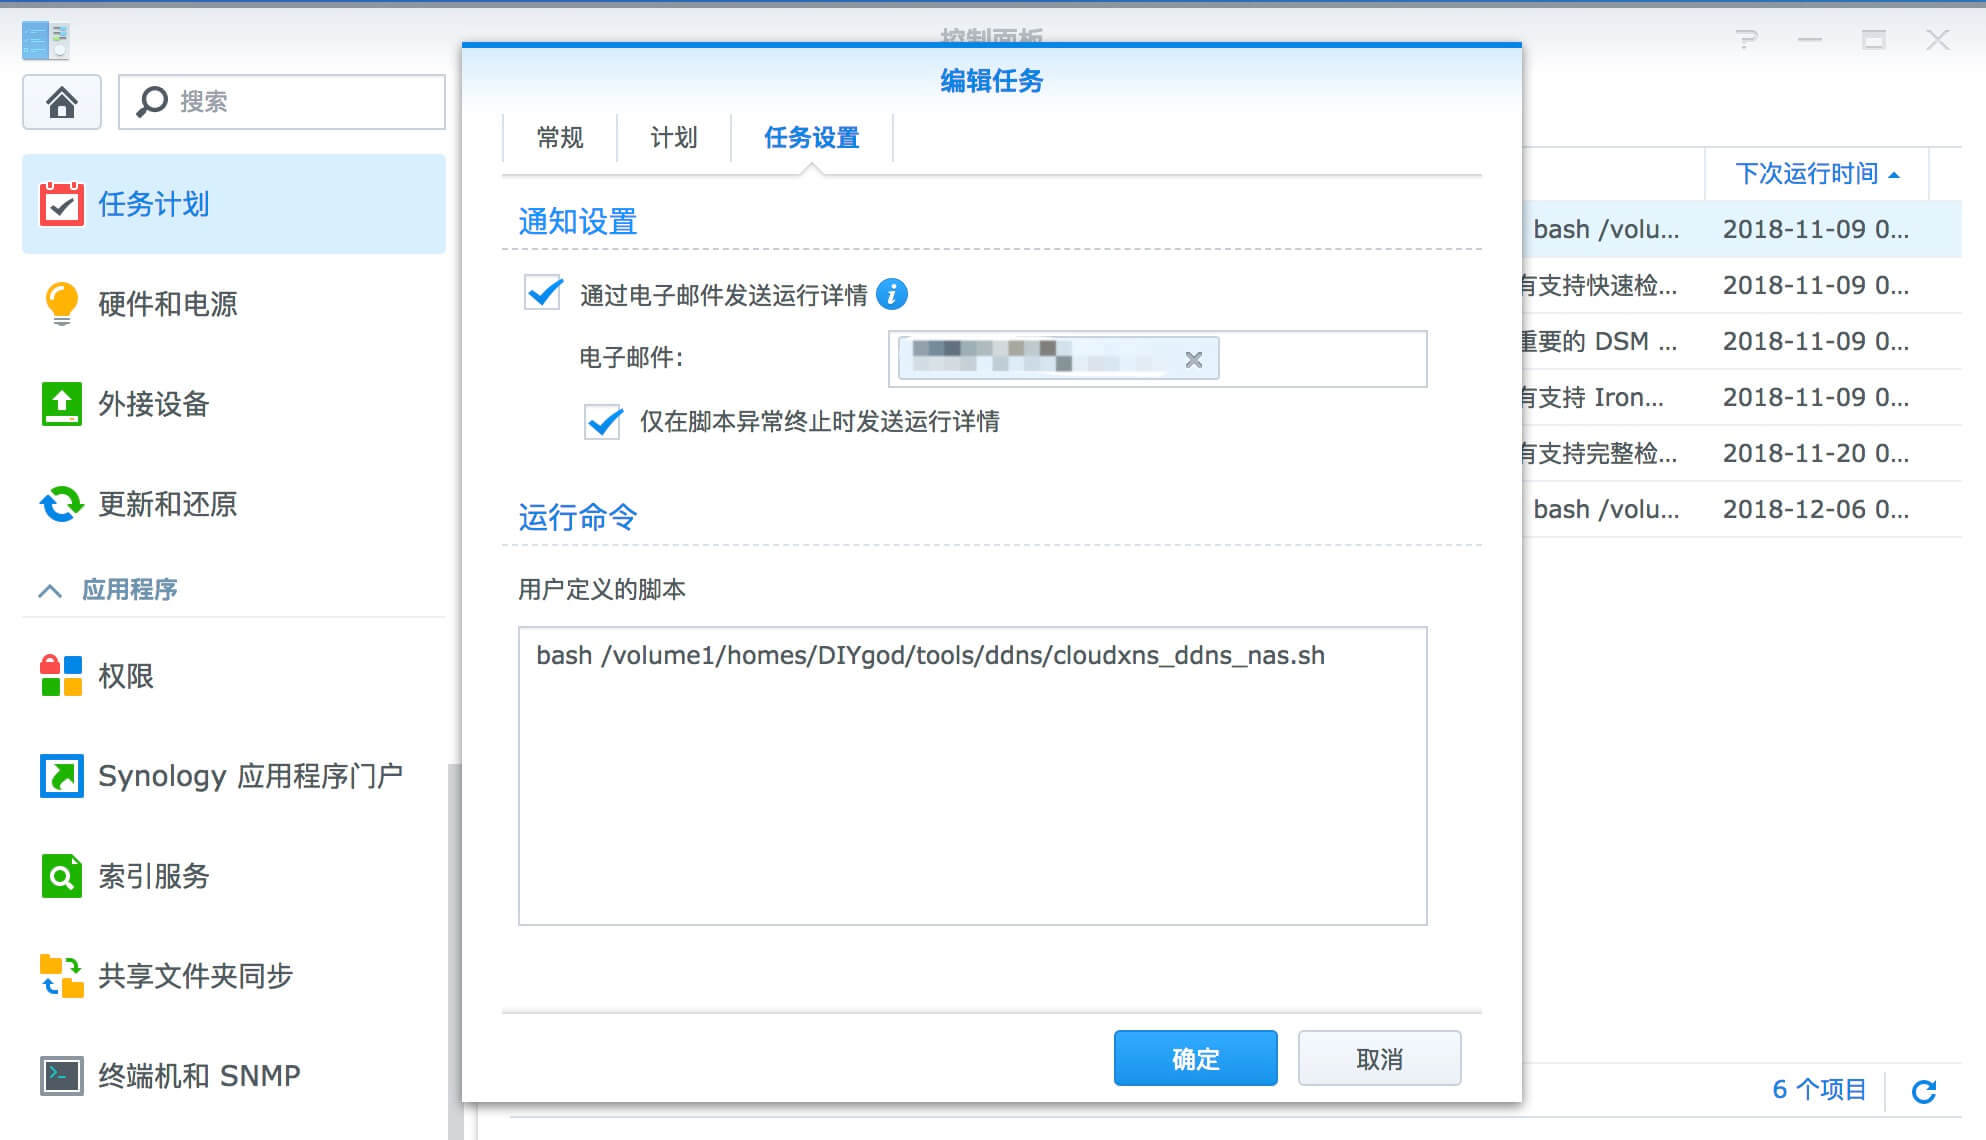 控制面板
搜索
任务计划
硬件和电源
外接设备
更新和还原
应用程序
权限
Synology 应用程序门户
索引服务
共享文件夹同步
终端机和 SNMP
编辑任务
常规
计划
任务设置
通知设置
通过电子邮件发送运行详情
电子邮件:
仅在脚本异常终止时发送运行详情
运行命令
用户定义的脚本
bash /volume1/homes/DIYgod/tools/ddns/cloudxns_ddns_nas.sh
确定
取消
下次运行时间
bash /volu... 2018-11-09 0...
有支持快速检... 2018-11-09 0...
重要的 DSM ... 2018-11-09 0...
有支持 Iron... 2018-11-09 0...
有支持完整检... 2018-11-20 0...
bash /volu... 2018-12-06 0...
6 个项目